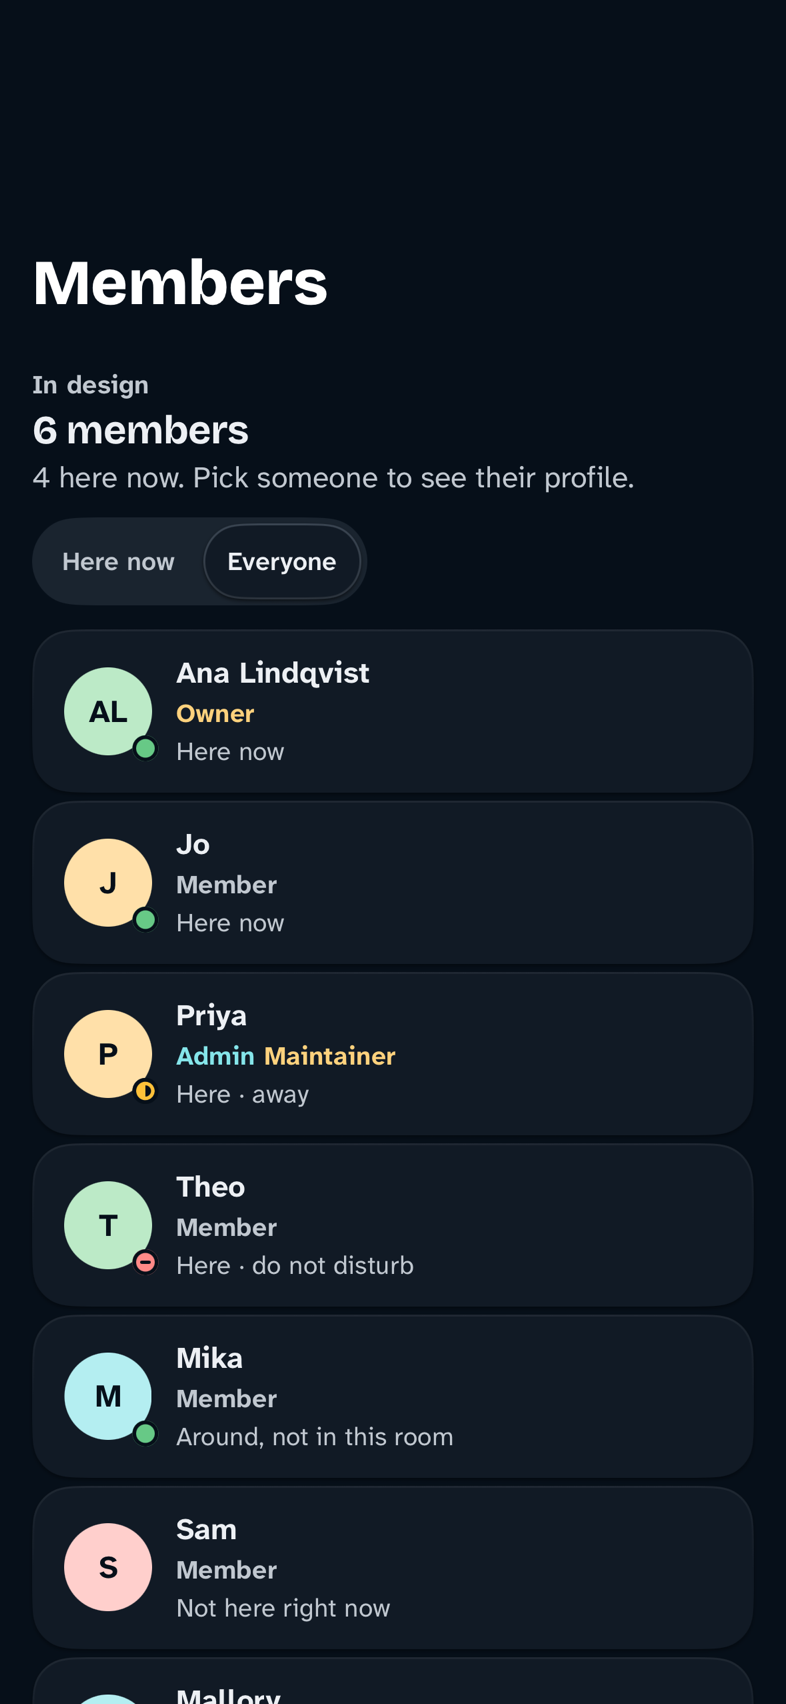 Members
In design
6 members
4 here now. Pick someone to see their profile.
Here now
Everyone
AL
Ana Lindqvist
Owner
Here now
J
Jo
Member
Here now
P
Priya
Admin Maintainer
Here · away
T
Theo
Member
Here · do not disturb
M
Mika
Member
Around, not in this room
S
Sam
Member
Not here right now
Mallory